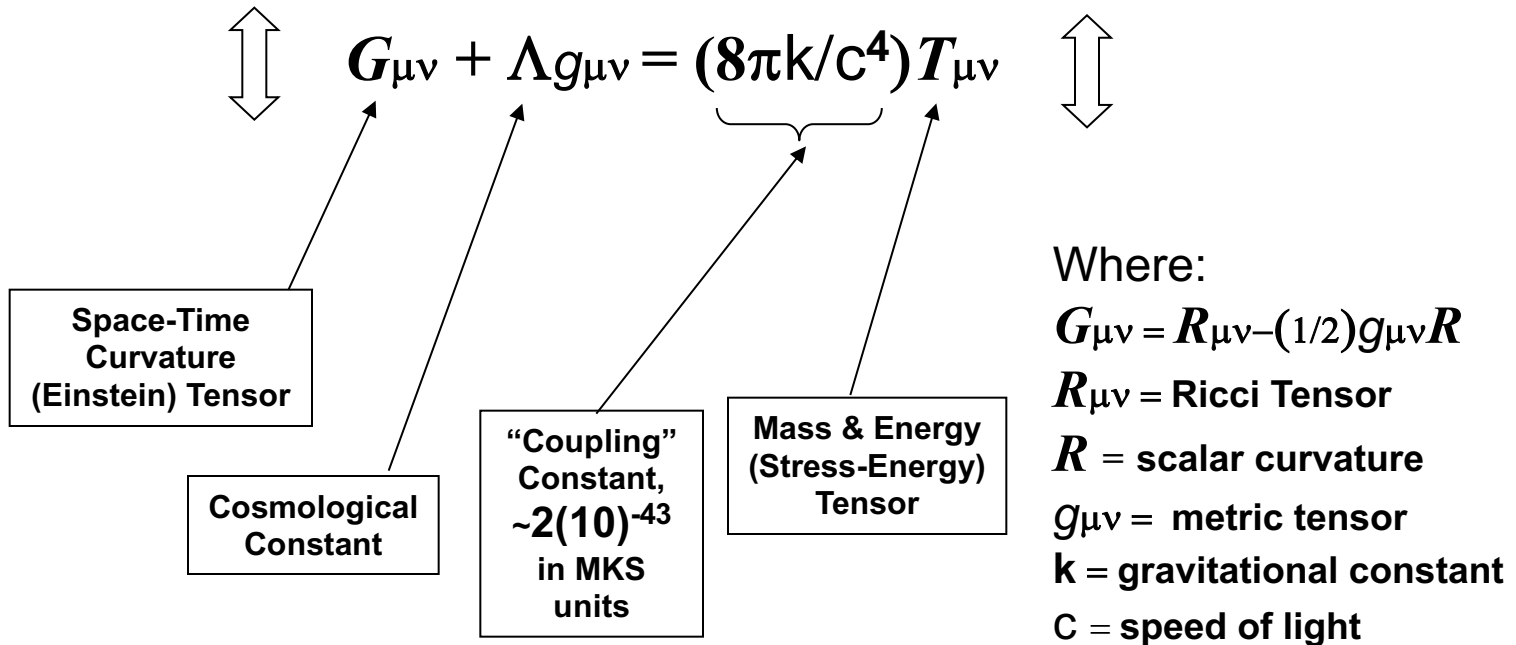 Gμν + Λgμν = (8πk/c⁴)Tμν
Space-Time
Curvature
(Einstein) Tensor
Cosmological
Constant
“Coupling”
Constant,
~2(10)⁻⁴³
in MKS
units
Mass & Energy
(Stress-Energy)
Tensor
Where:
Gμν = Rμν–(1/2)gμνR
Rμν = Ricci Tensor
R = scalar curvature
gμν = metric tensor
k = gravitational constant
c = speed of light